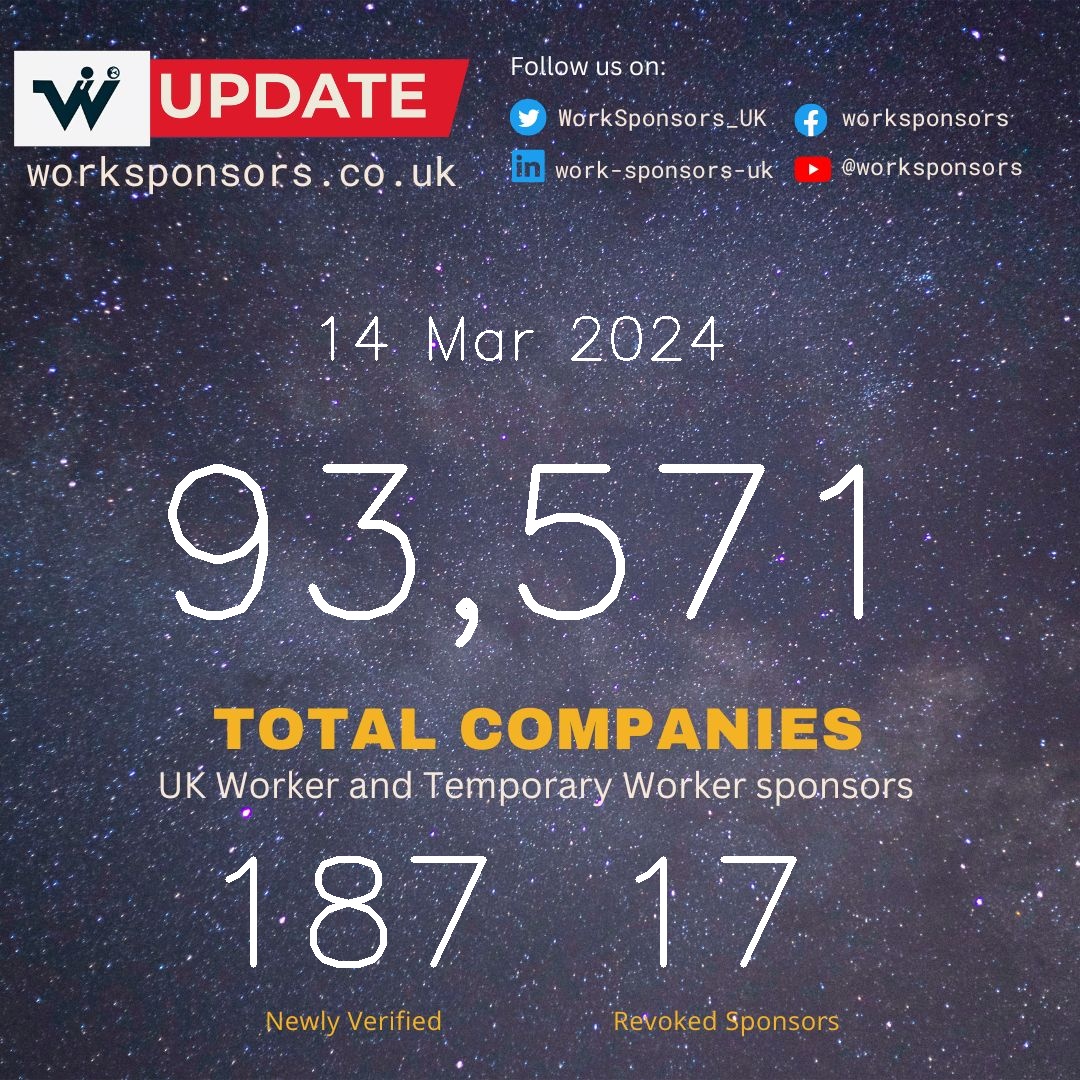 UPDATE
worksponsors.co.uk
Follow us on:
WorkSponsors_UK
worksponsors
work-sponsors-uk
@worksponsors
14 Mar 2024
93,571
TOTAL COMPANIES
UK Worker and Temporary Worker sponsors
187
17
Newly Verified
Revoked Sponsors